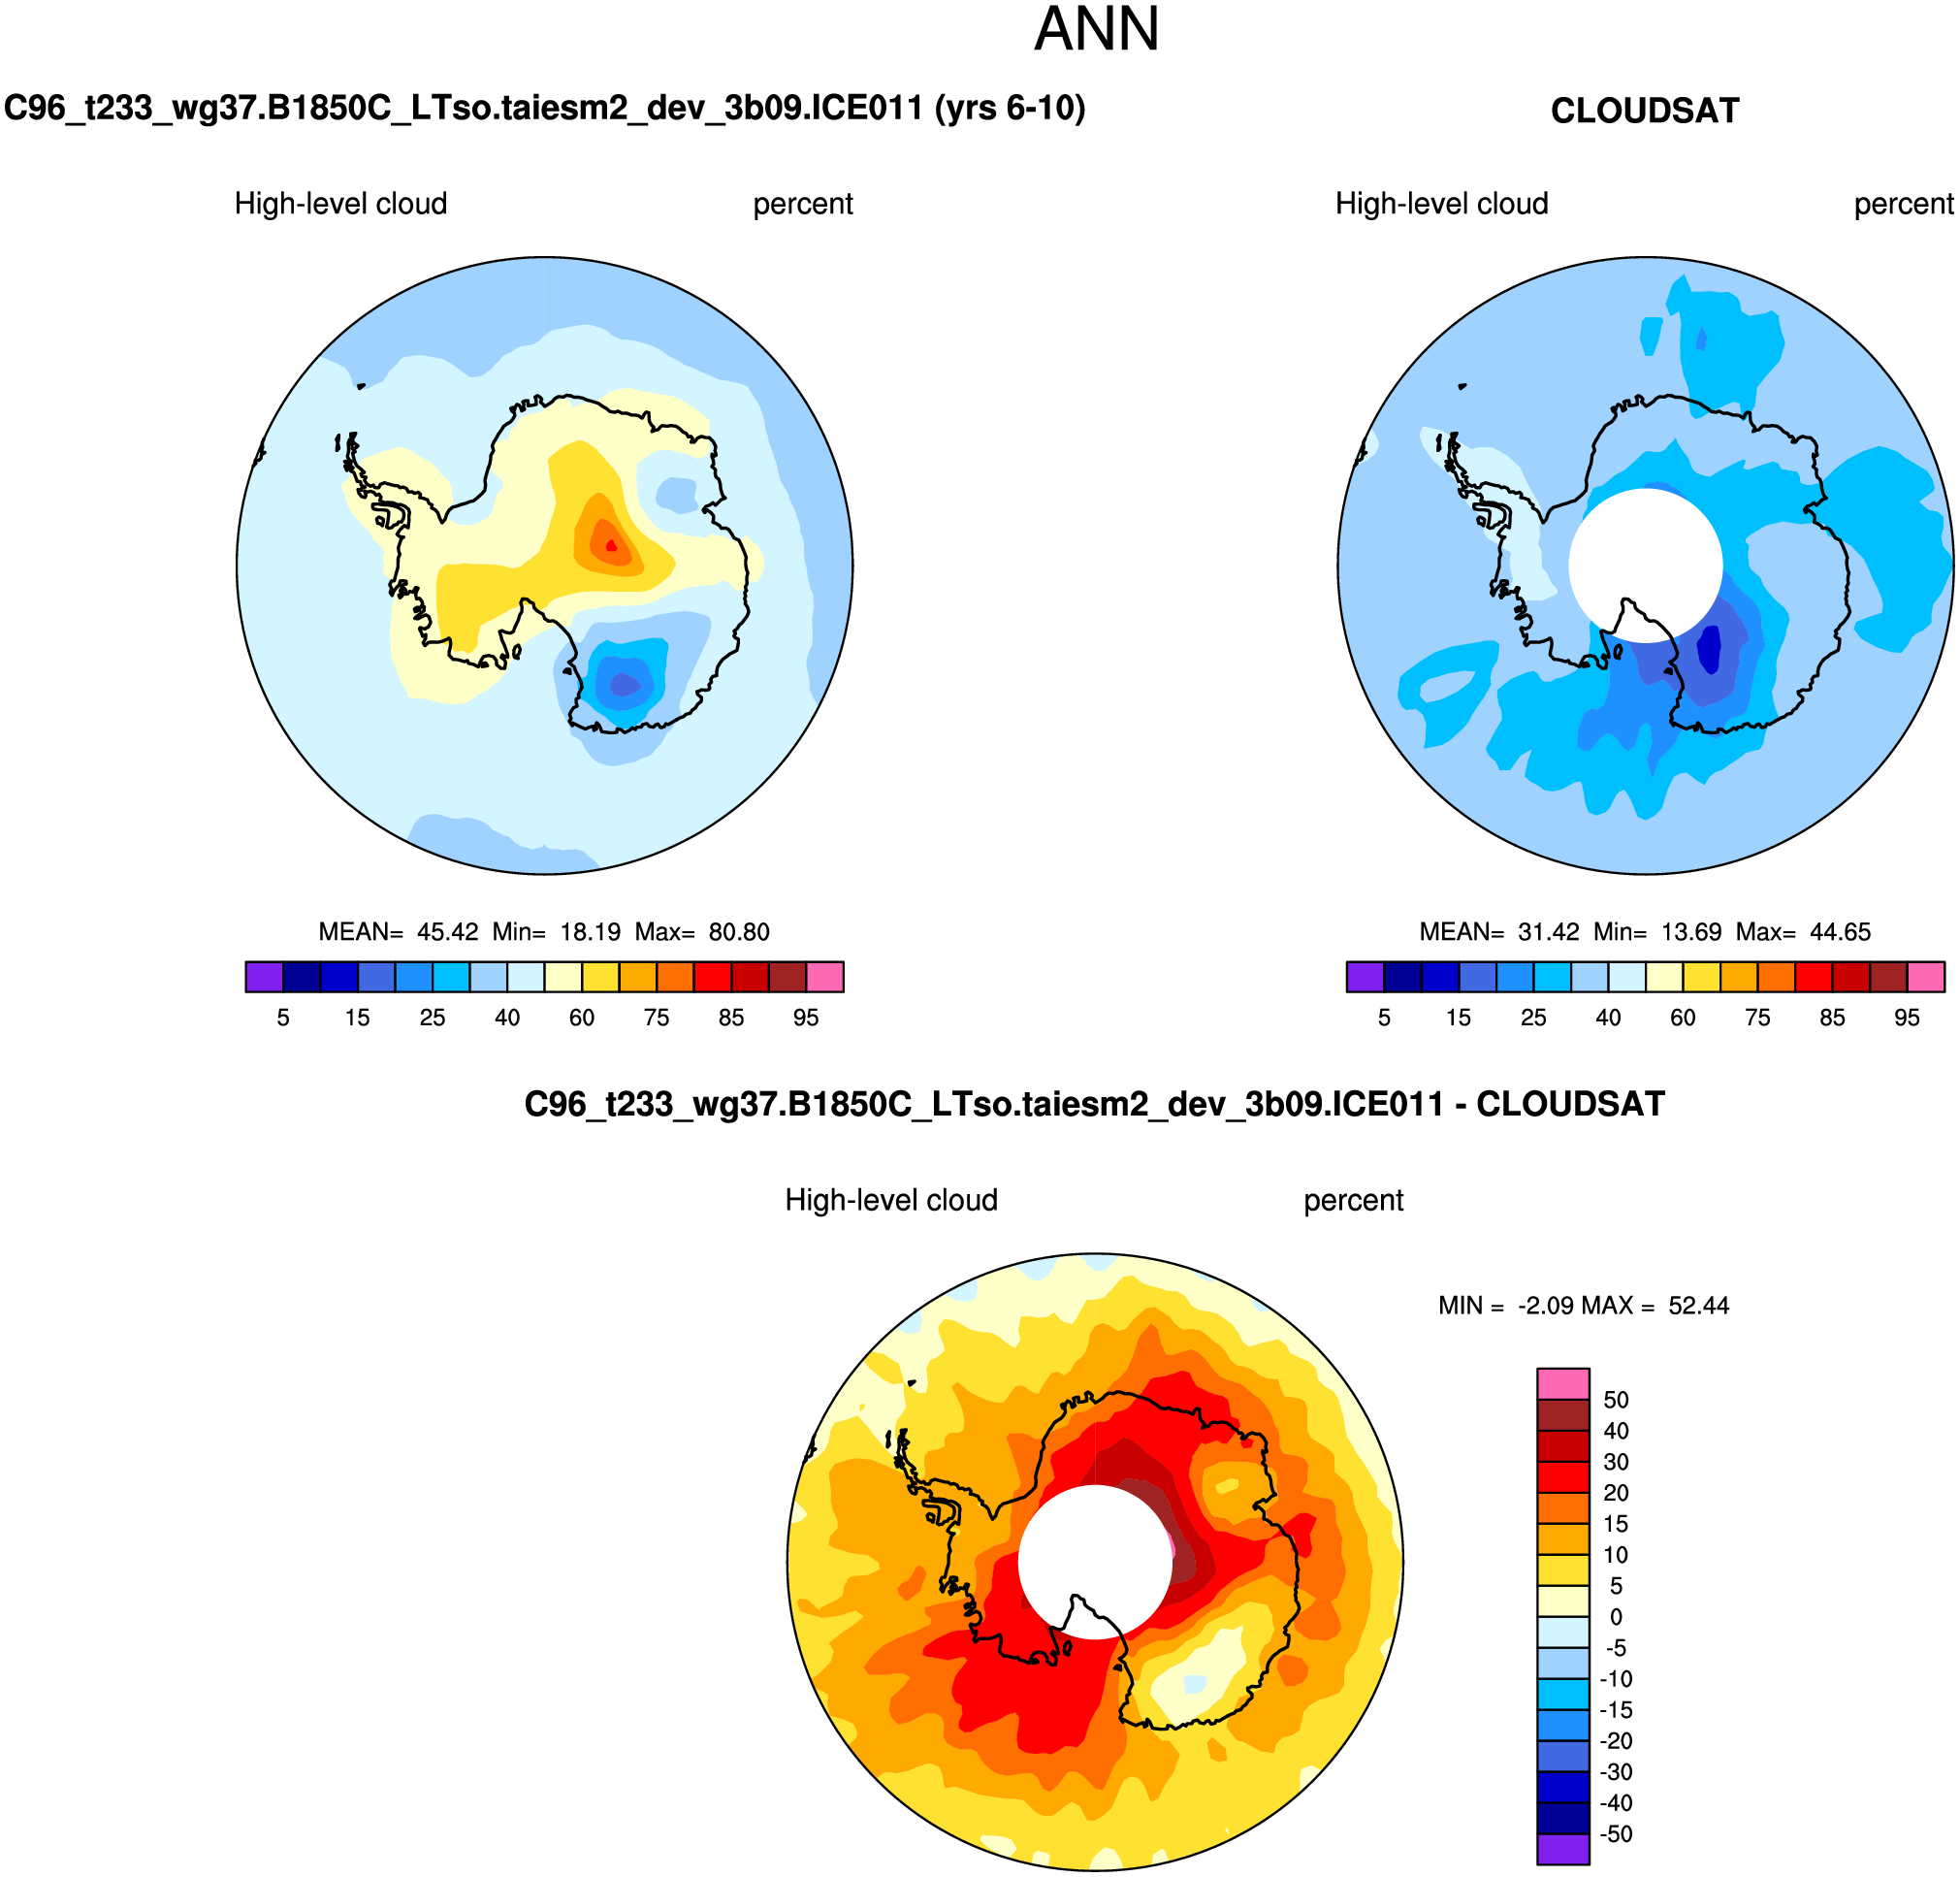 ANN
C96_t233_wg37.B1850C_LTso.taiesm2_dev_3b09.ICE011 (yrs 6-10)
CLOUDSAT
High-level cloud percent
High-level cloud percent
MEAN= 45.42 Min= 18.19 Max= 80.80
MEAN= 31.42 Min= 13.69 Max= 44.65
5 15 25 40 60 75 85 95
5 15 25 40 60 75 85 95
C96_t233_wg37.B1850C_LTso.taiesm2_dev_3b09.ICE011 - CLOUDSAT
High-level cloud percent
MIN = -2.09 MAX = 52.44
50
40
30
20
15
10
5
0
-5
-10
-15
-20
-30
-40
-50